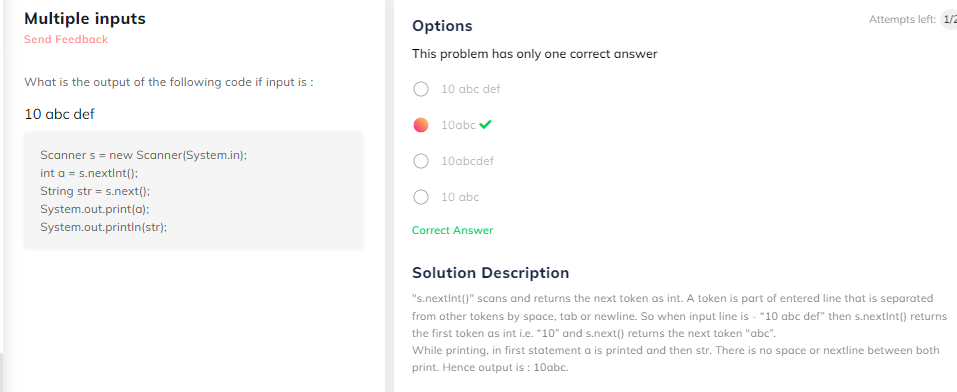 Multiple inputs
Send Feedback
What is the output of the following code if input is :
10 abc def
Scanner s = new Scanner(System.in);
int a = s.nextInt();
String str = s.next();
System.out.print(a);
System.out.println(str);
Options
Attempts left: 1/2
This problem has only one correct answer
10 abc def
10abc
10abcdef
10 abc
Correct Answer
Solution Description
"s.nextInt()" scans and returns the next token as int. A token is part of entered line that is separated
from other tokens by space, tab or newline. So when input line is - “10 abc def” then s.nextInt() returns
the first token as int i.e. “10” and s.next() returns the next token "abc”.
While printing, in first statement a is printed and then str. There is no space or nextline between both
print. Hence output is : 10abc.